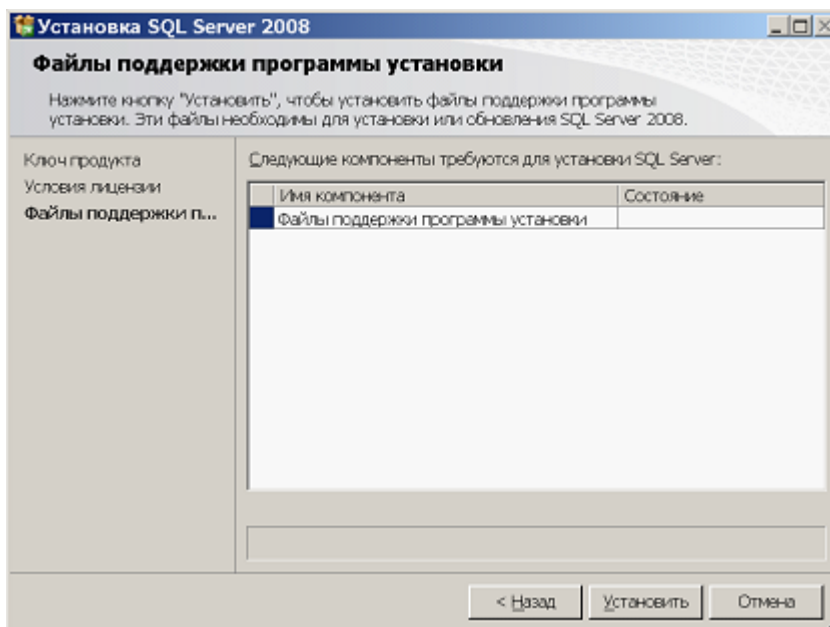 Установка SQL Server 2008
Файлы поддержки программы установки
Нажмите кнопку "Установить", чтобы установить файлы поддержки программы
установки. Эти файлы необходимы для установки или обновления SQL Server 2008.
Ключ продукта
Условия лицензии
Файлы поддержки п...
Следующие компоненты требуются для установки SQL Server:
Имя компонента Состояние
Файлы поддержки программы установки
< Назад Установить Отмена